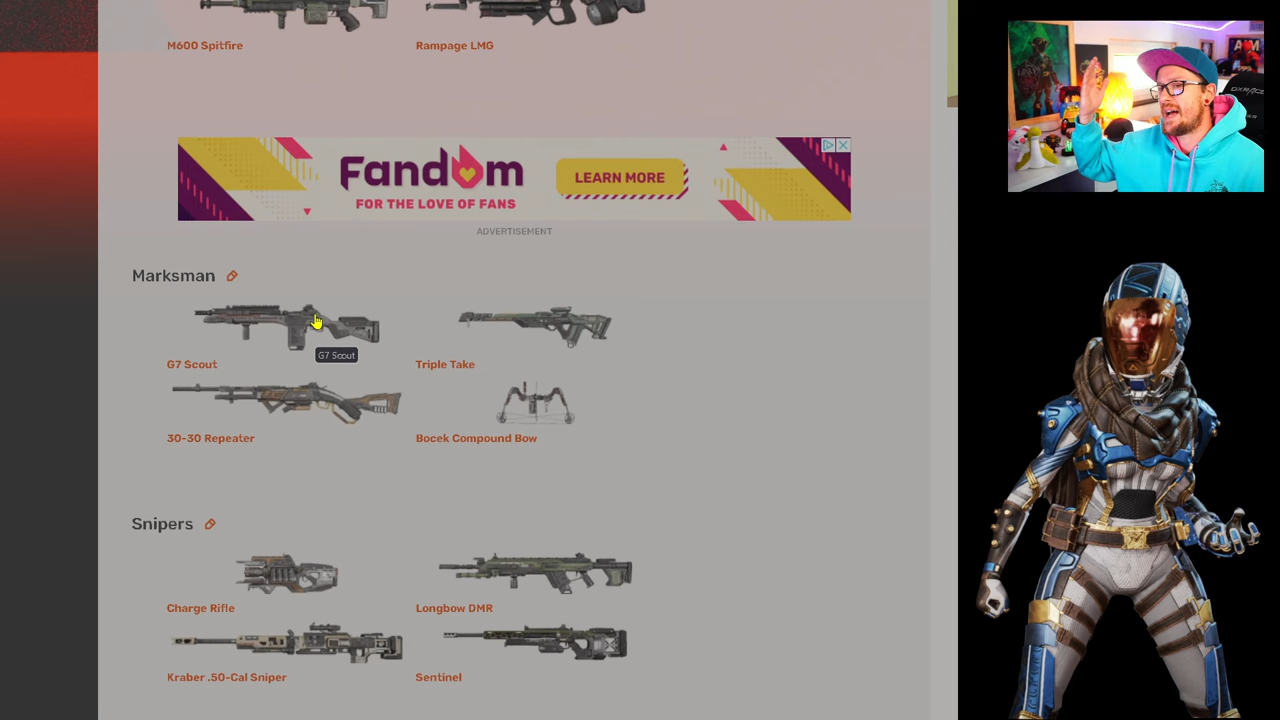 M600 Spitfire
Rampage LMG
Fandom
FOR THE LOVE OF FANS
LEARN MORE
ADVERTISEMENT
Marksman
G7 Scout
G7 Scout
Triple Take
30-30 Repeater
Bocek Compound Bow
Snipers
Charge Rifle
Longbow DMR
Kraber .50-Cal Sniper
Sentinel